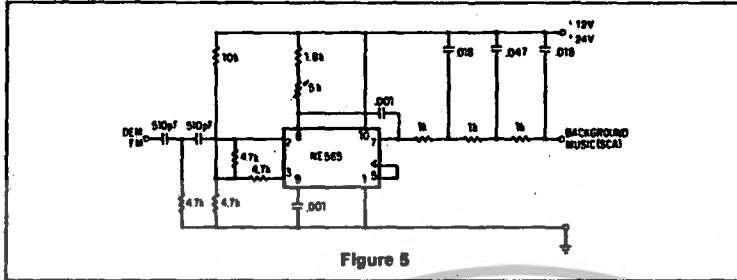 +12V
+24V
10k
1.8k
5k
.018
.047
.018
.001
510pF
510pF
DEM
FM
8
10
2
7
1k
1k
1k
BACKGROUND
MUSIC(SCA)
NE565
4.7k
4.7k
3
9
1
4
5
4.7k
4.7k
.001
Figure 5